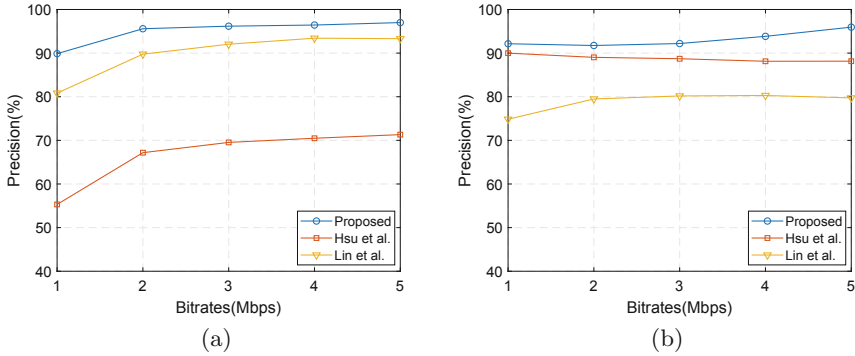 100
90
80
70
60
50
40
Precision(%)
Proposed
Hsu et al.
Lin et al.
1
2
3
4
5
Bitrates(Mbps)
(a)
100
90
80
70
60
50
40
Precision(%)
Proposed
Hsu et al.
Lin et al.
1
2
3
4
5
Bitrates(Mbps)
(b)